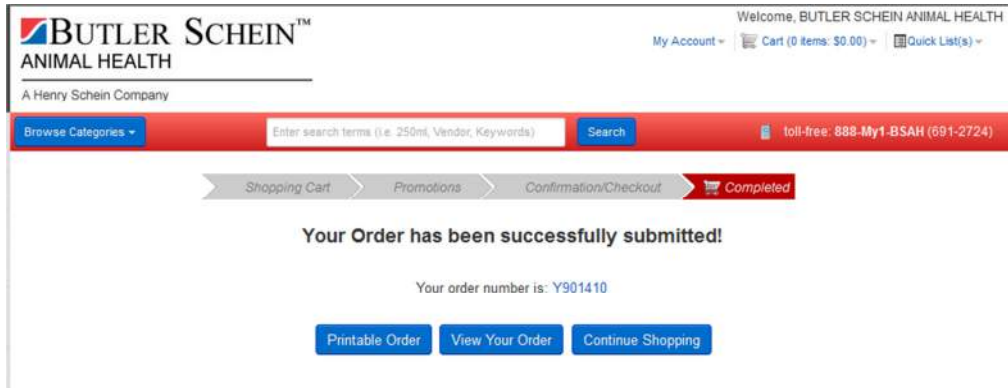 BUTLER SCHEIN™
ANIMAL HEALTH
A Henry Schein Company
Welcome, BUTLER SCHEIN ANIMAL HEALTH
My Account Cart (0 items: $0.00) Quick List(s)
Browse Categories Enter search terms (i.e. 250ml, Vendor, Keywords) Search toll-free: 888-My1-BSAH (691-2724)
Shopping Cart Promotions Confirmation/Checkout Completed
Your Order has been successfully submitted!
Your order number is: Y901410
Printable Order View Your Order Continue Shopping